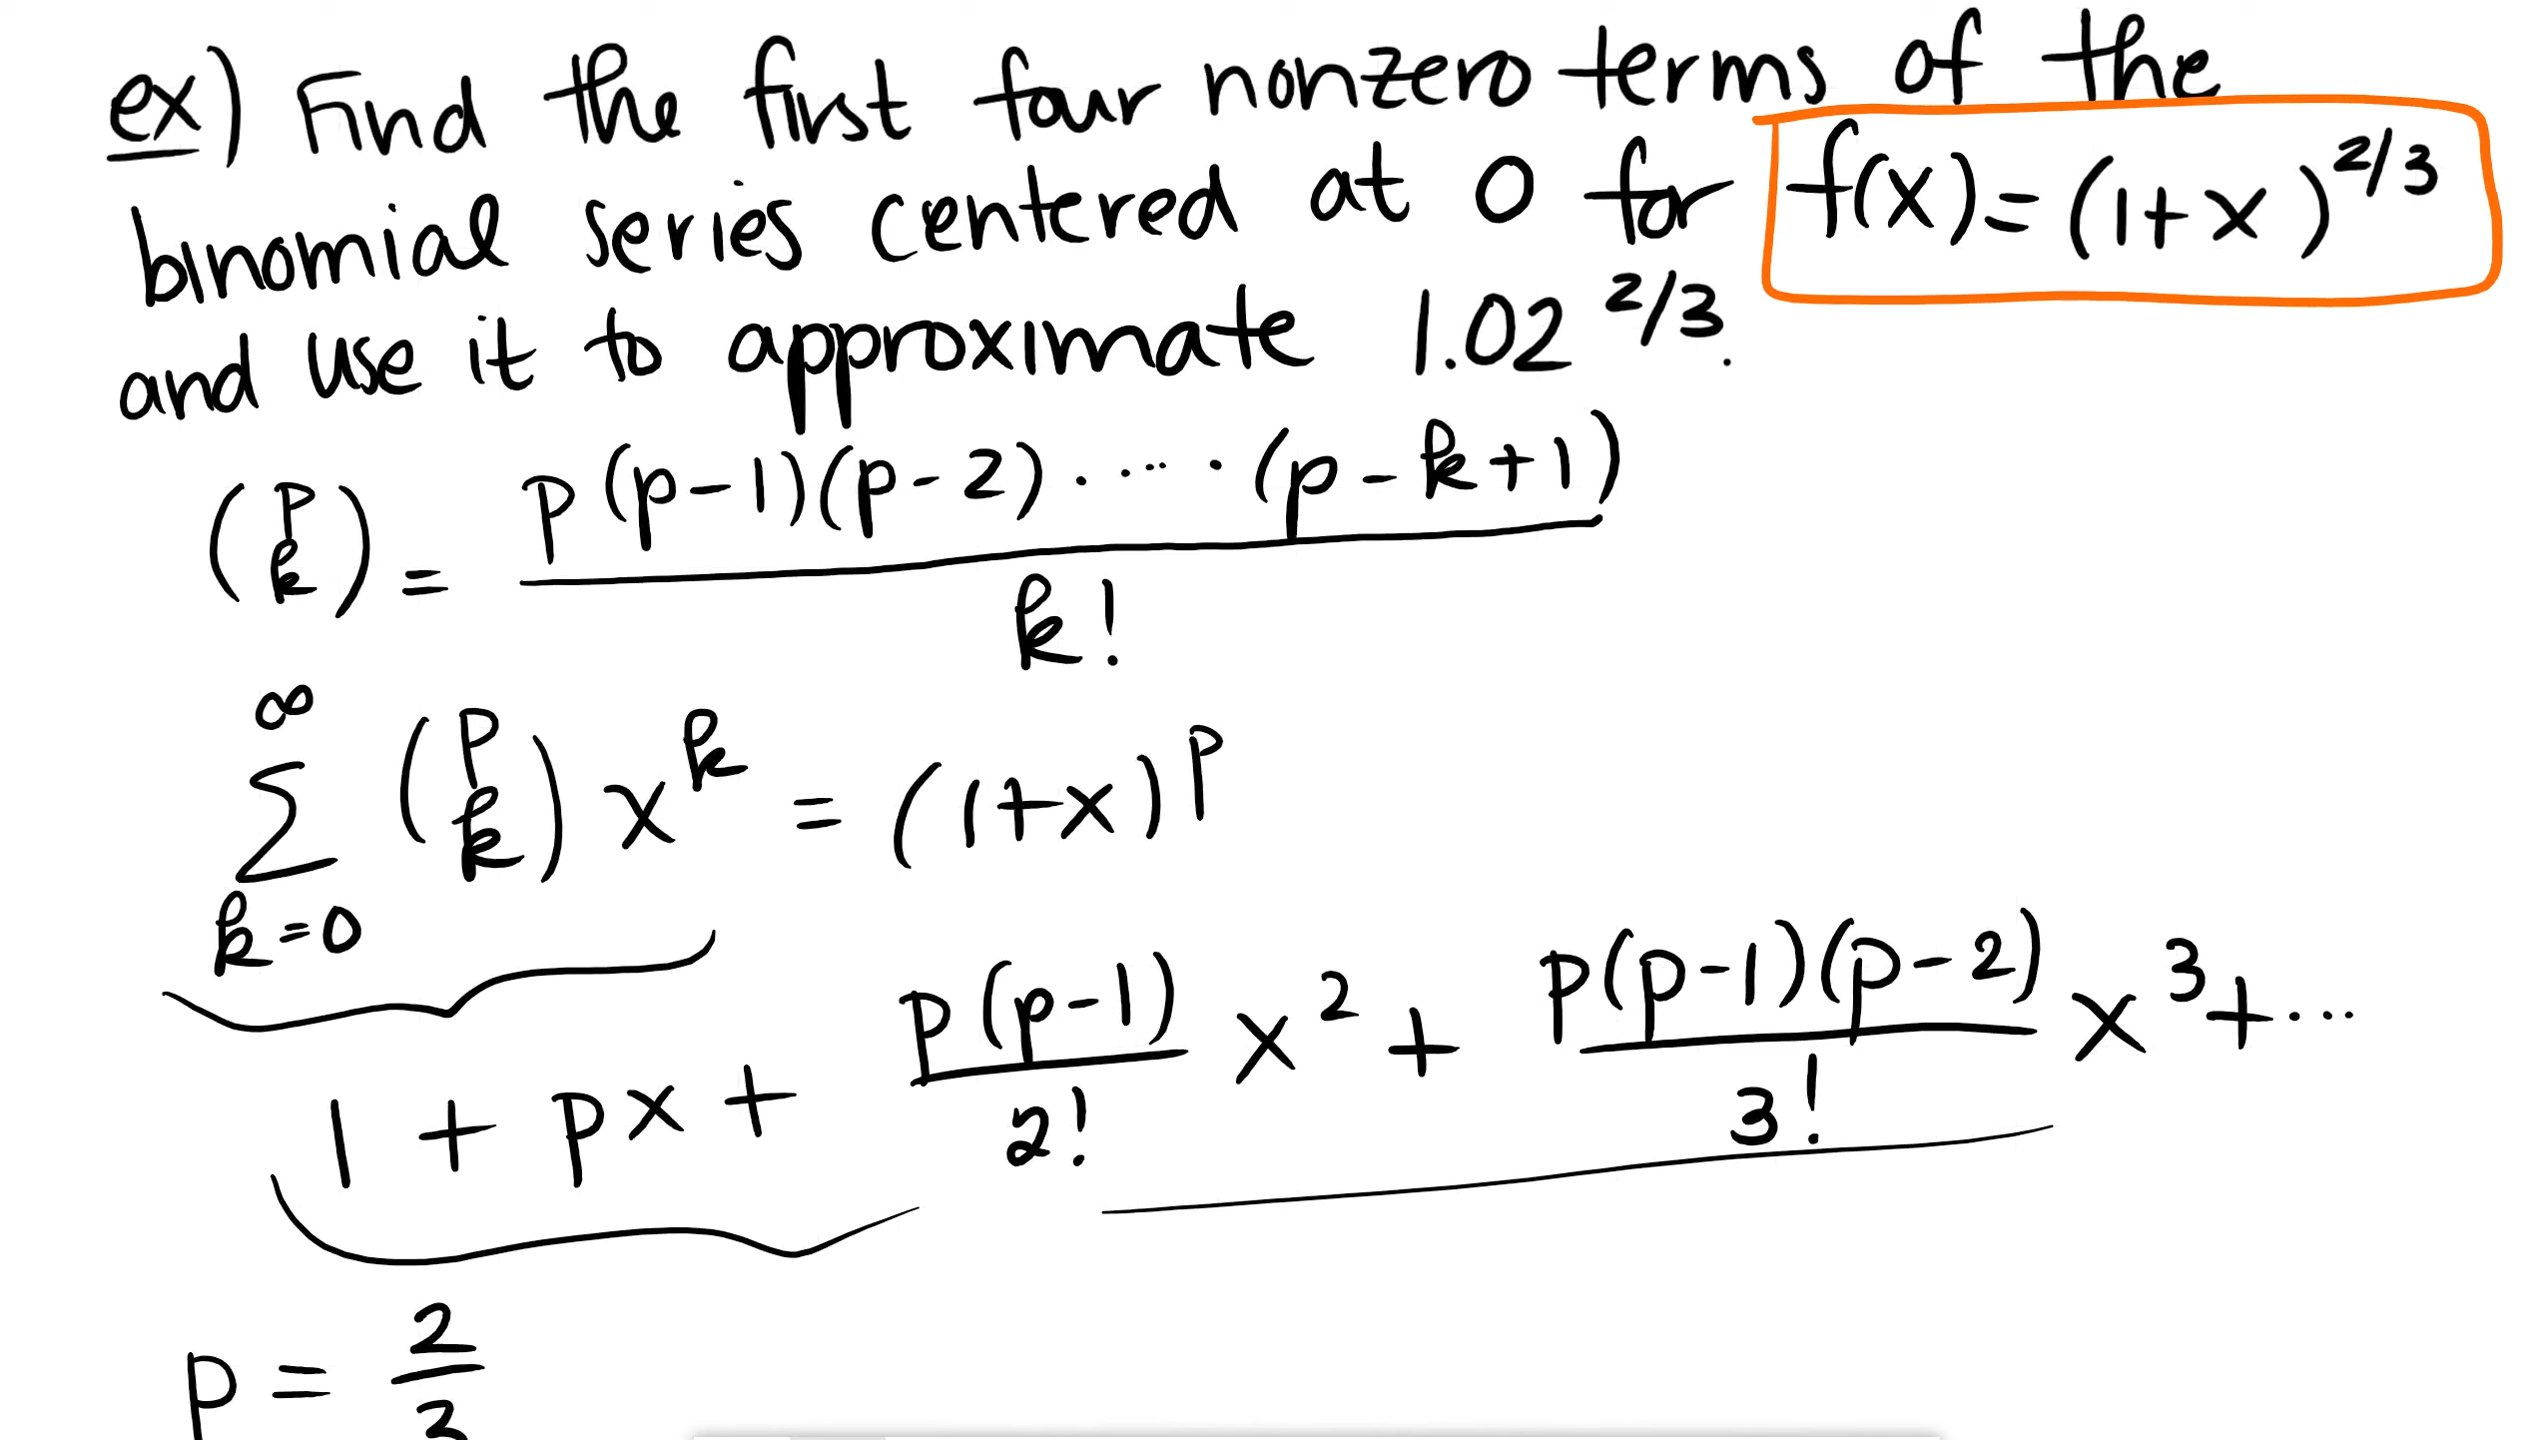 ex) Find the first four nonzero terms of the
binomial series centered at 0 for f(x) = (1+x)^2/3
and use it to approximate 1.02^2/3.
(p k) = p(p-1)(p-2)·⋯·(p-k+1) / k!
∞ ∑ k=0 (p k) x^k = (1+x)^p
1 + px + p(p-1)/2! x^2 + p(p-1)(p-2)/3! x^3 + ⋯
p = 2/3